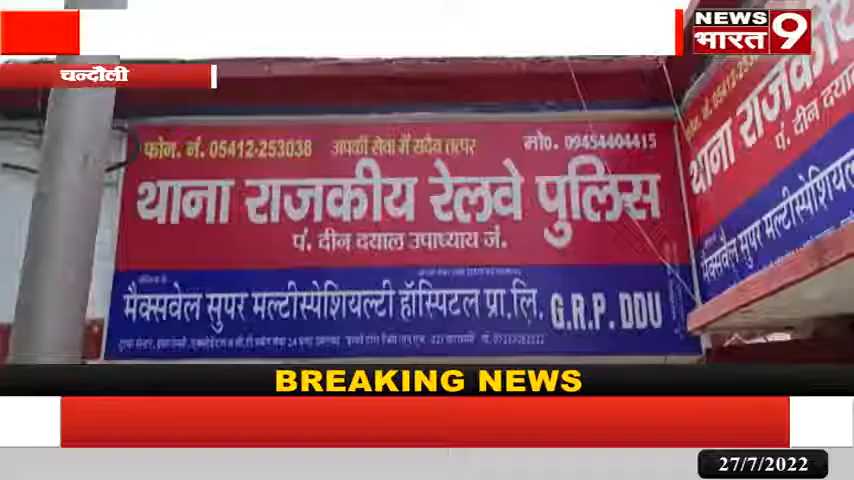 NEWS
भारत 9
चन्दौली
फोन. नं. 05412-253038 आपकी सेवा में सदैव तत्पर मो0. 09454404415
थाना राजकीय रेलवे पुलिस
पं. दीन दयाल उपाध्याय जं.
मैक्सवेल सुपर मल्टीस्पेशियल्टी हॉस्पिटल प्रा.लि. G.R.P. DDU
थाना राजकीय
पं. दीन दयाल
मैक्सवेल सुपर मल्टीस्पेशियल
BREAKING NEWS
27/7/2022